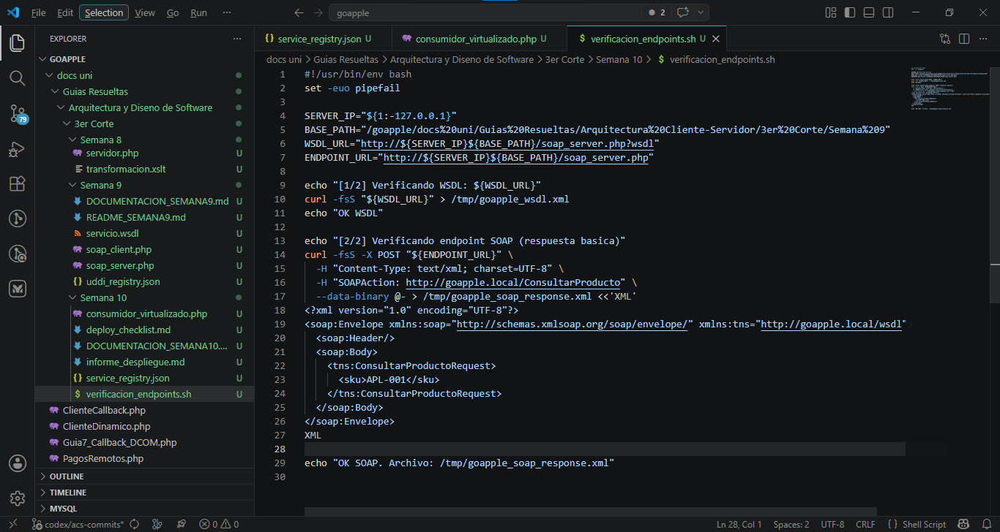 File Edit Selection View Go Run ··· goapple 2
EXPLORER ···
GOAPPLE
docs uni
Guias Resueltas
Arquitectura y Diseno de Software
3er Corte
Semana 8
servidor.php U
transformacion.xslt U
Semana 9
DOCUMENTACION_SEMANA9.md U
README_SEMANA9.md U
servicio.wsdl U
soap_client.php U
soap_server.php U
uddi_registry.json U
Semana 10
consumidor_virtualizado.php U
deploy_checklist.md U
DOCUMENTACION_SEMANA10.... U
informe_despliegue.md U
service_registry.json U
verificacion_endpoints.sh U
ClienteCallback.php
ClienteDinamico.php
Guia7_Callback_DCOM.php
PagosRemotos.php
OUTLINE
TIMELINE
MYSQL
79
{} service_registry.json U consumidor_virtualizado.php U $ verificacion_endpoints.sh U
docs uni > Guias Resueltas > Arquitectura y Diseno de Software > 3er Corte > Semana 10 > $ verificacion_endpoints.sh
1 #!/usr/bin/env bash
2 set -euo pipefail
3
4 SERVER_IP="${1:-127.0.0.1}"
5 BASE_PATH="/goapple/docs%20uni/Guias%20Resueltas/Arquitectura%20Cliente-Servidor/3er%20Corte/Semana%209"
6 WSDL_URL="http://${SERVER_IP}${BASE_PATH}/soap_server.php?wsdl"
7 ENDPOINT_URL="http://${SERVER_IP}${BASE_PATH}/soap_server.php"
8
9 echo "[1/2] Verificando WSDL: ${WSDL_URL}"
10 curl -fsS "${WSDL_URL}" > /tmp/goapple_wsdl.xml
11 echo "OK WSDL"
12
13 echo "[2/2] Verificando endpoint SOAP (respuesta basica)"
14 curl -fsS -X POST "${ENDPOINT_URL}" \
15 -H "Content-Type: text/xml; charset=UTF-8" \
16 -H "SOAPAction: http://goapple.local/ConsultarProducto" \
17 --data-binary @- > /tmp/goapple_soap_response.xml <<'XML'
18 <?xml version="1.0" encoding="UTF-8"?>
19 <soap:Envelope xmlns:soap="http://schemas.xmlsoap.org/soap/envelope/" xmlns:tns="http://goapple.local/wsdl">
20 <soap:Header/>
21 <soap:Body>
22 <tns:ConsultarProductoRequest>
23 <sku>APL-001</sku>
24 </tns:ConsultarProductoRequest>
25 </soap:Body>
26 </soap:Envelope>
27 XML
28
29 echo "OK SOAP. Archivo: /tmp/goapple_soap_response.xml"
30
codex/acs-commits* 0 0 Ln 28, Col 1 Spaces: 2 UTF-8 CRLF {} Shell Script